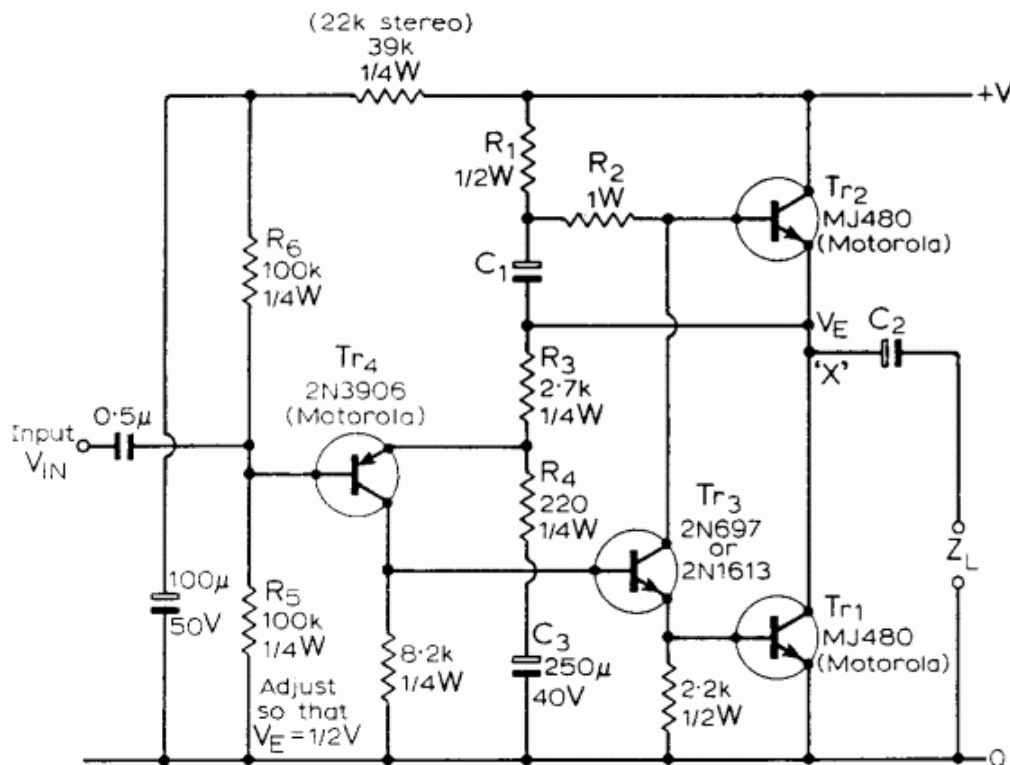 (22k stereo)
39k
1/4W
+V
R1
1/2W
R2
1W
Tr2
MJ480
(Motorola)
R6
100k
1/4W
C1
VE
C2
'X'
Tr4
2N3906
(Motorola)
R3
2·7k
1/4W
0·5µ
Input
VIN
R4
220
1/4W
Tr3
2N697
or
2N1613
ZL
100µ
50V
R5
100k
1/4W
Adjust
so that
VE = 1/2V
8·2k
1/4W
C3
250µ
40V
2·2k
1/2W
Tr1
MJ480
(Motorola)
0